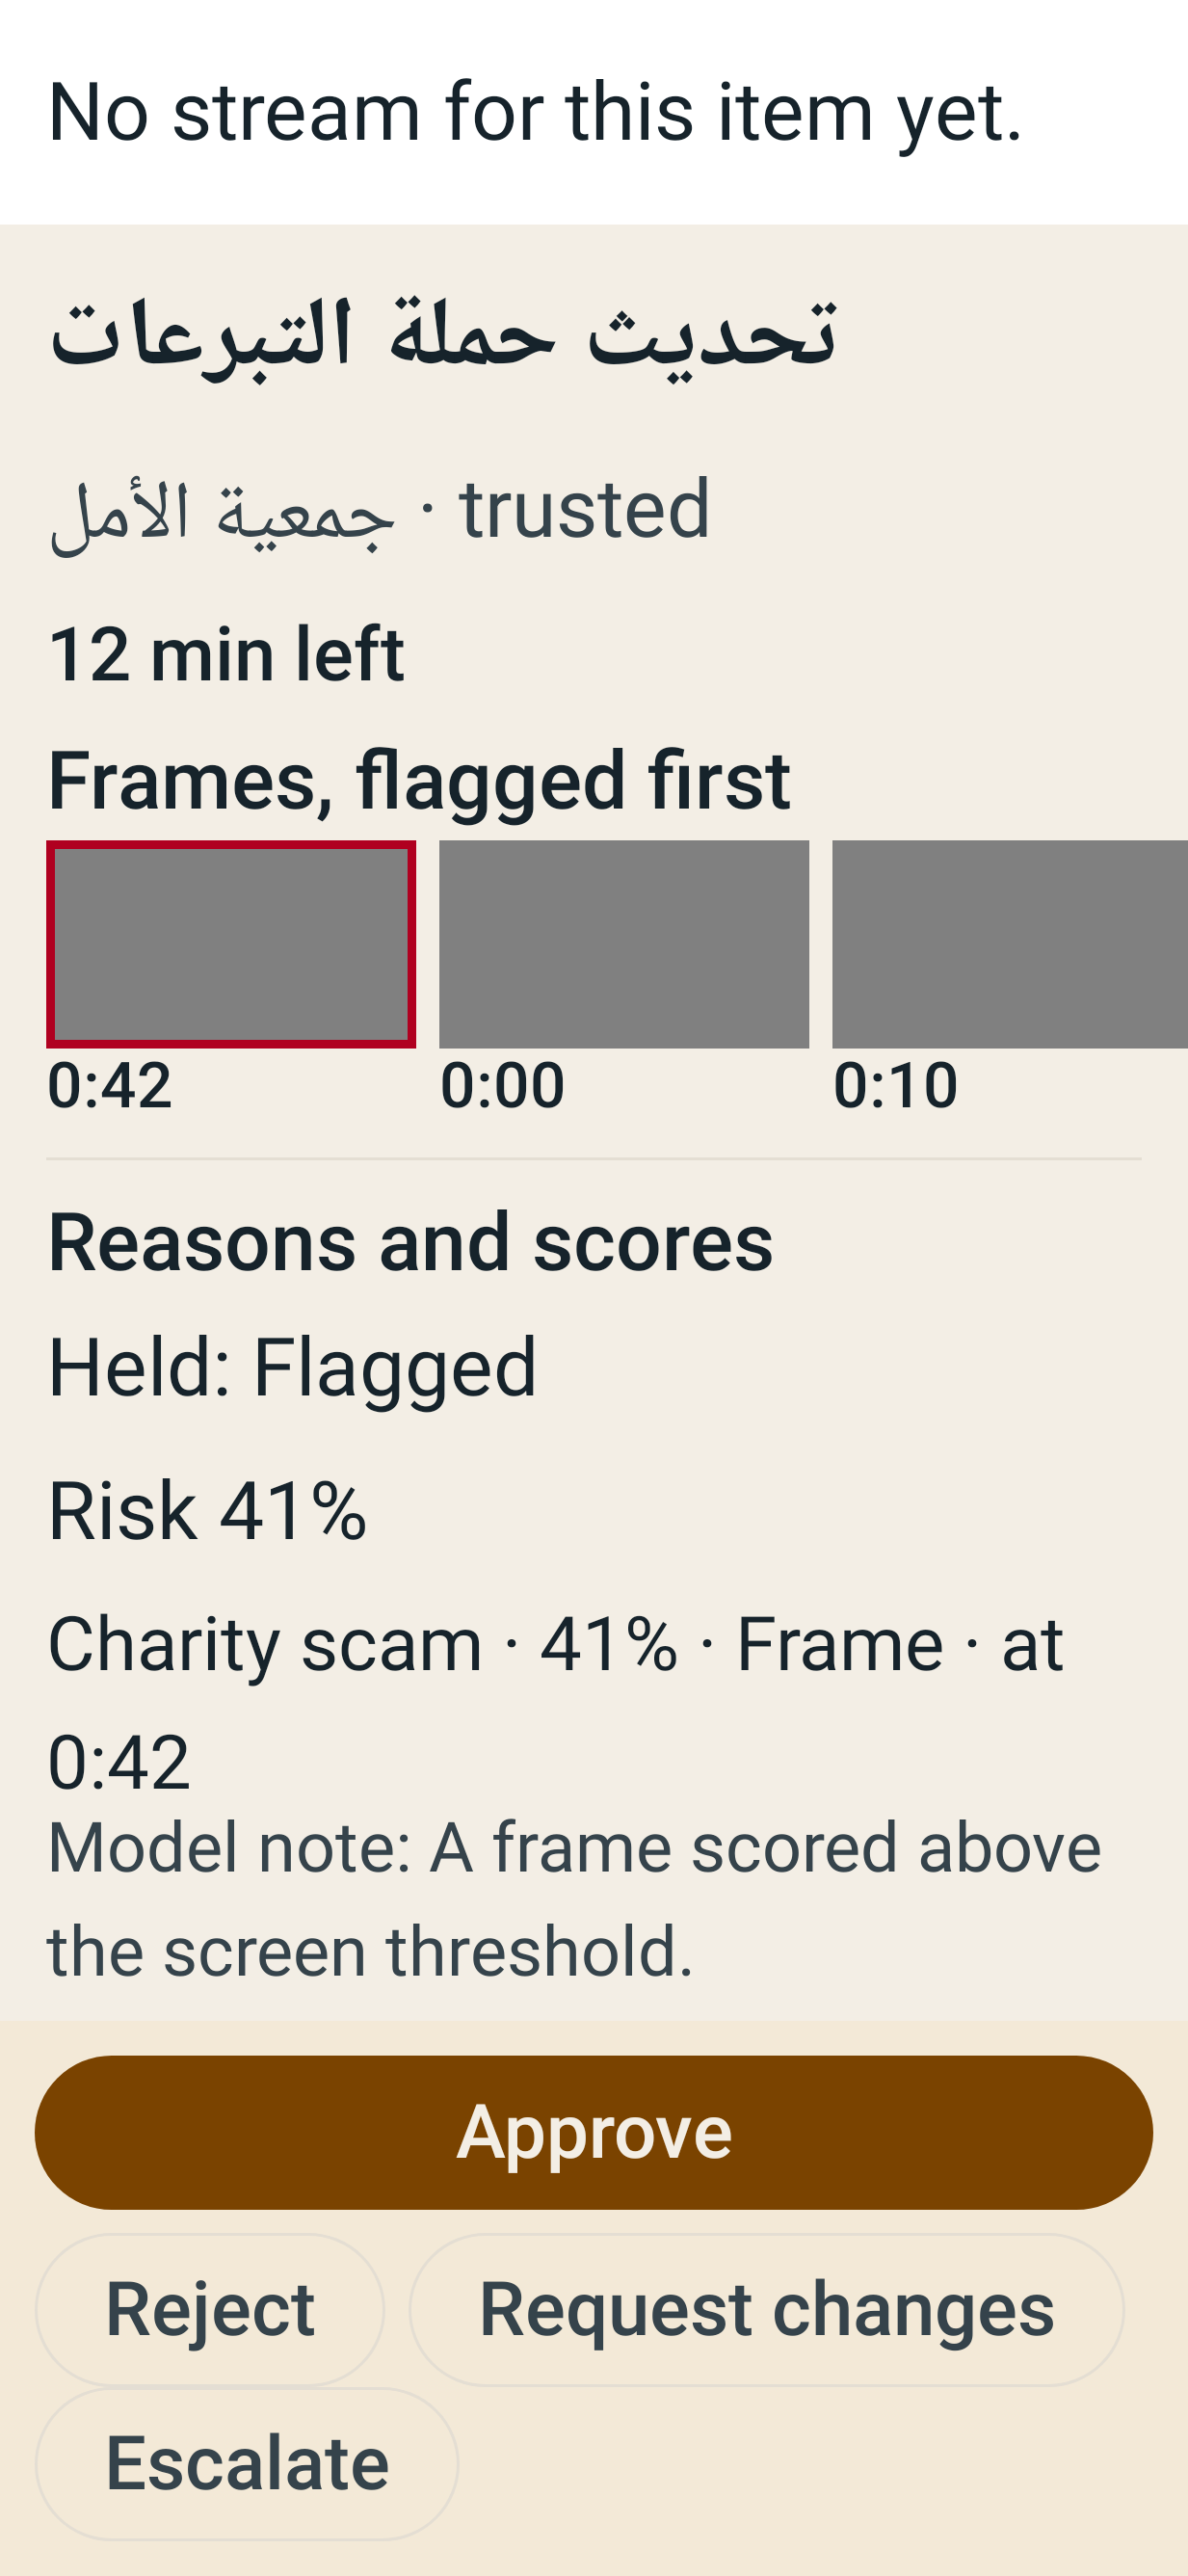 No stream for this item yet.
تحديث حملة التبرعات
جمعية الأمل · trusted
12 min left
Frames, flagged first
0:42
0:00
0:10
Reasons and scores
Held: Flagged
Risk 41%
Charity scam · 41% · Frame · at
0:42
Model note: A frame scored above
the screen threshold.
Approve
Reject
Request changes
Escalate